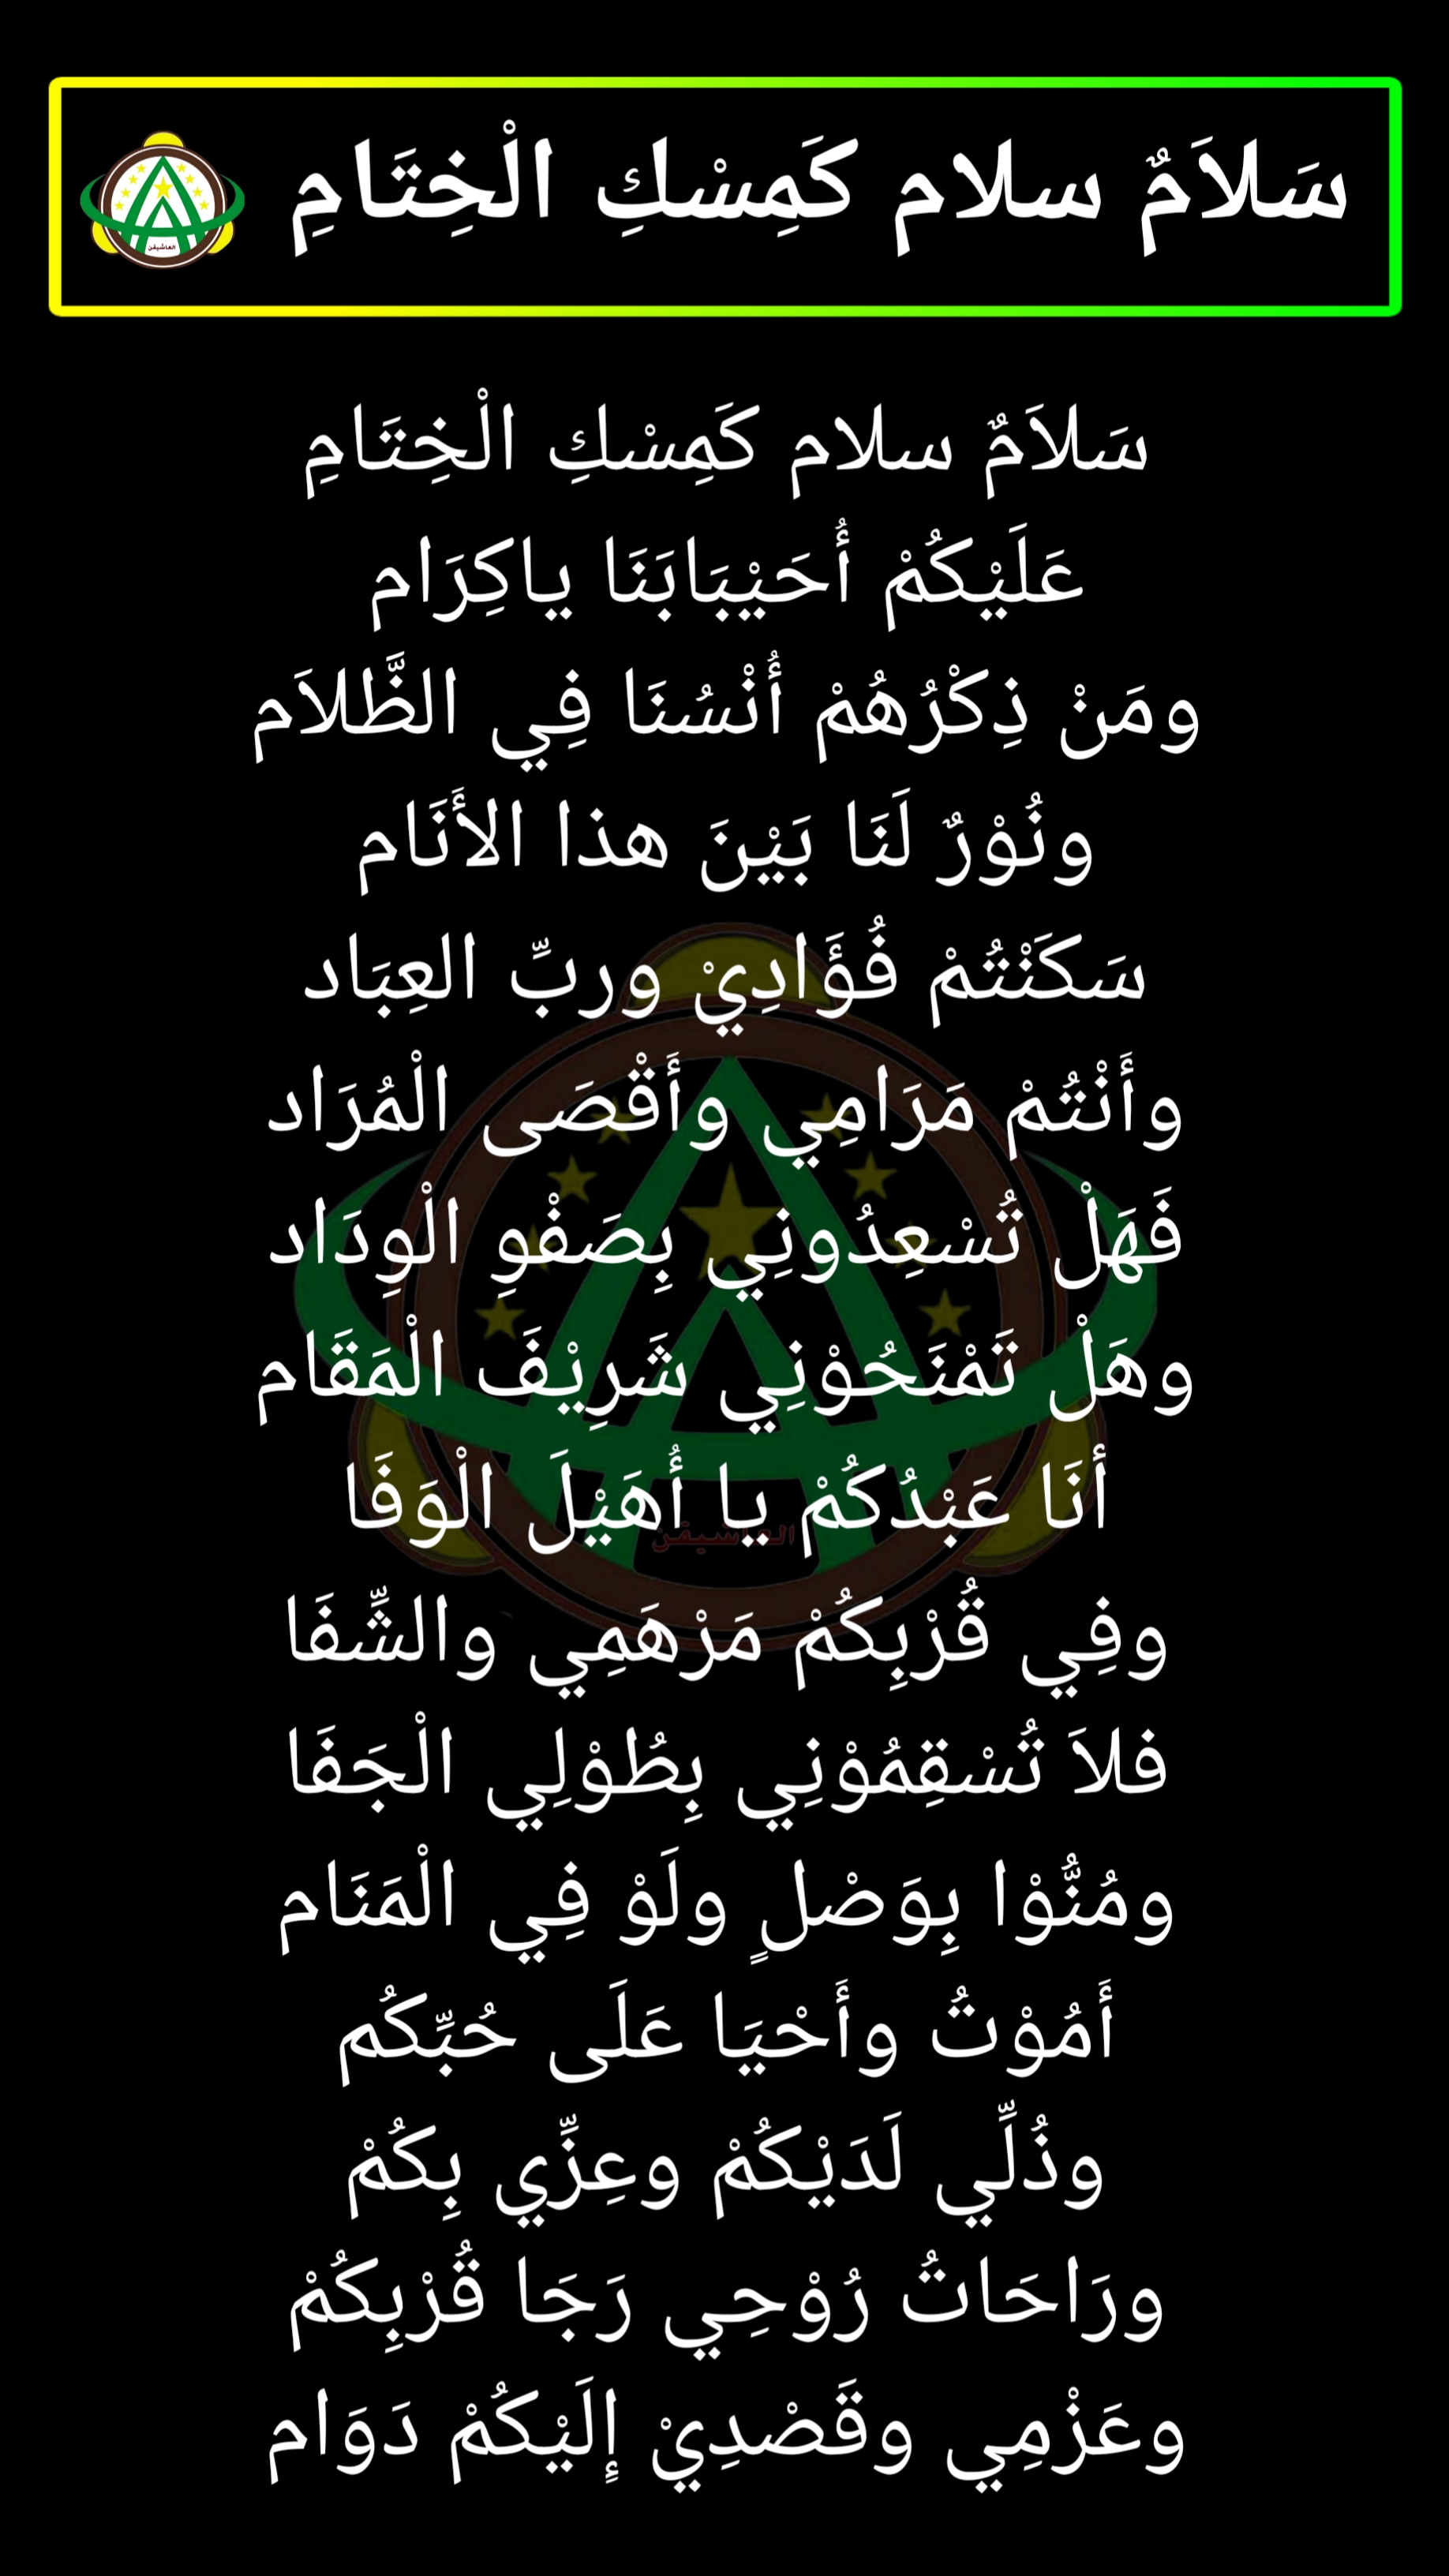 سَلاَمٌ سلام كَمِسْكِ الْخِتَامِ
العاشيقن
سَلاَمٌ سلام كَمِسْكِ الْخِتَامِ
عَلَيْكُمْ أُحَيْبَابَنَا ياكِرَام
ومَنْ ذِكْرُهُمْ أُنْسُنَا فِي الظَّلاَم
ونُوْرٌ لَنَا بَيْنَ هذا الأَنَام
سَكَنْتُمْ فُؤَادِيْ وربِّ العِبَاد
وأَنْتُمْ مَرَامِي وأَقْصَى الْمُرَاد
فَهَلْ تُسْعِدُونِي بِصَفْوِ الْوِدَاد
وهَلْ تَمْنَحُوْنِي شَرِيْفَ الْمَقَام
أنَا عَبْدُكُمْ يا أُهَيْلَ الْوَفَا
العاشيقن
وفِي قُرْبِكُمْ مَرْهَمِي والشِّفَا
فلاَ تُسْقِمُوْنِي بِطُوْلِي الْجَفَا
ومُنُّوْا بِوَصْلٍ ولَوْ فِي الْمَنَام
أَمُوْتُ وأَحْيَا عَلَى حُبِّكُم
وذُلِّي لَدَيْكُمْ وعِزِّي بِكُمْ
ورَاحَاتُ رُوْحِي رَجَا قُرْبِكُمْ
وعَزْمِي وقَصْدِيْ إِلَيْكُمْ دَوَام